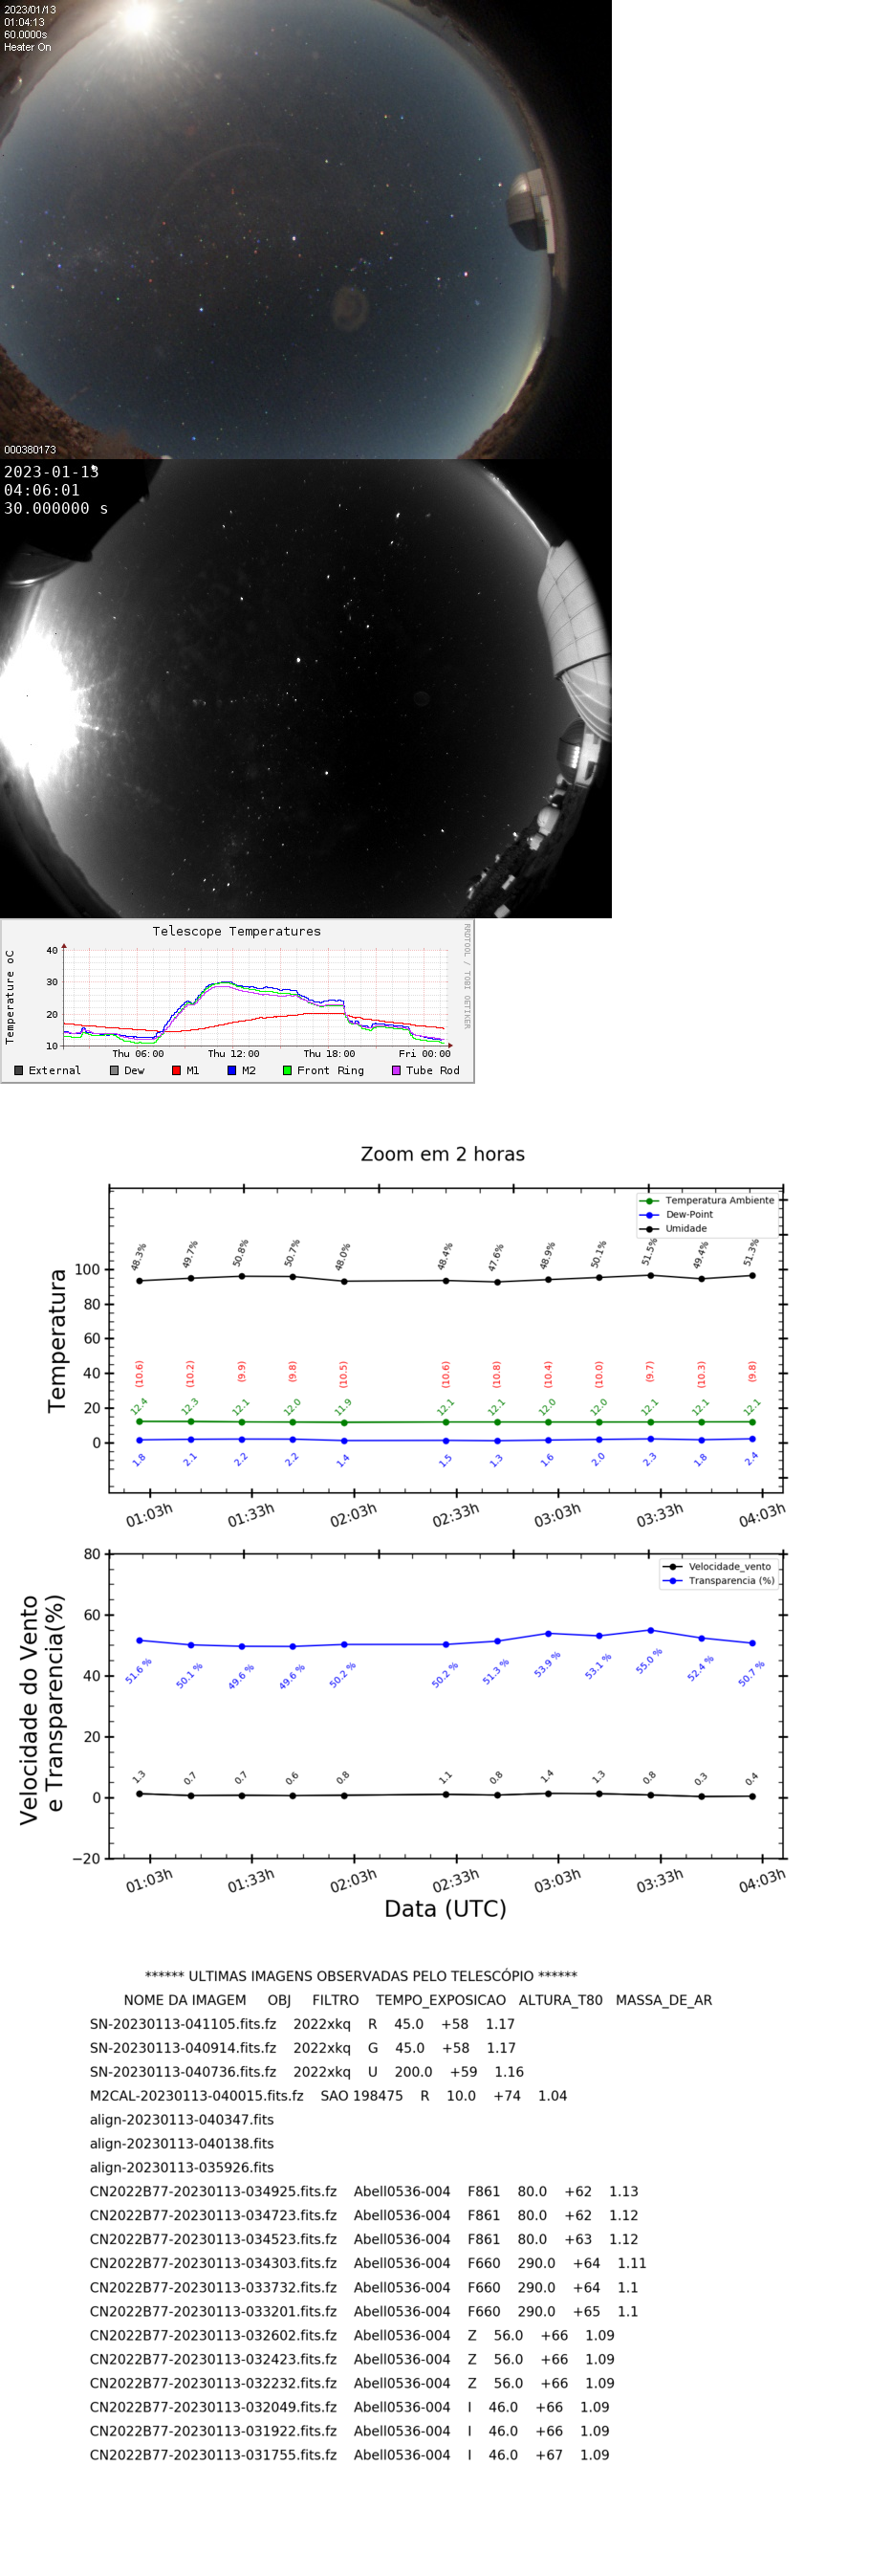 2023/01/13
01:04:13
60.0000s
Heater On
000380173
2023-01-13
04:06:01
30.000000 s
Telescope Temperatures
RRDTOOL / TOBI OETIKER
Temperature oC
40
30
20
10
Thu 06:00 Thu 12:00 Thu 18:00 Fri 00:00
External Dew M1 M2 Front Ring Tube Rod
Zoom em 2 horas
Temperatura Ambiente
Dew-Point
Umidade
Temperatura
100
80
60
40
20
0
48.3% 49.7% 50.8% 50.7% 48.0% 48.4% 47.6% 48.9% 50.1% 51.5% 49.4% 51.3%
(10.6) (10.2) (9.9) (9.8) (10.5) (10.6) (10.8) (10.4) (10.0) (9.7) (10.3) (9.8)
12.4 12.3 12.1 12.0 11.9 12.1 12.1 12.0 12.0 12.1 12.1 12.1
1.8 2.1 2.2 2.2 1.4 1.5 1.3 1.6 2.0 2.3 1.8 2.4
01:03h 01:33h 02:03h 02:33h 03:03h 03:33h 04:03h
Velocidade_vento
Transparencia (%)
Velocidade do Vento
e Transparencia(%)
80
60
40
20
0
−20
51.6 % 50.1 % 49.6 % 49.6 % 50.2 % 50.2 % 51.3 % 53.9 % 53.1 % 55.0 % 52.4 % 50.7 %
1.3 0.7 0.7 0.6 0.8 1.1 0.8 1.4 1.3 0.8 0.3 0.4
01:03h 01:33h 02:03h 02:33h 03:03h 03:33h 04:03h
Data (UTC)
****** ULTIMAS IMAGENS OBSERVADAS PELO TELESCÓPIO ******
NOME DA IMAGEM OBJ FILTRO TEMPO_EXPOSICAO ALTURA_T80 MASSA_DE_AR
SN-20230113-041105.fits.fz 2022xkq R 45.0 +58 1.17
SN-20230113-040914.fits.fz 2022xkq G 45.0 +58 1.17
SN-20230113-040736.fits.fz 2022xkq U 200.0 +59 1.16
M2CAL-20230113-040015.fits.fz SAO 198475 R 10.0 +74 1.04
align-20230113-040347.fits
align-20230113-040138.fits
align-20230113-035926.fits
CN2022B77-20230113-034925.fits.fz Abell0536-004 F861 80.0 +62 1.13
CN2022B77-20230113-034723.fits.fz Abell0536-004 F861 80.0 +62 1.12
CN2022B77-20230113-034523.fits.fz Abell0536-004 F861 80.0 +63 1.12
CN2022B77-20230113-034303.fits.fz Abell0536-004 F660 290.0 +64 1.11
CN2022B77-20230113-033732.fits.fz Abell0536-004 F660 290.0 +64 1.1
CN2022B77-20230113-033201.fits.fz Abell0536-004 F660 290.0 +65 1.1
CN2022B77-20230113-032602.fits.fz Abell0536-004 Z 56.0 +66 1.09
CN2022B77-20230113-032423.fits.fz Abell0536-004 Z 56.0 +66 1.09
CN2022B77-20230113-032232.fits.fz Abell0536-004 Z 56.0 +66 1.09
CN2022B77-20230113-032049.fits.fz Abell0536-004 I 46.0 +66 1.09
CN2022B77-20230113-031922.fits.fz Abell0536-004 I 46.0 +66 1.09
CN2022B77-20230113-031755.fits.fz Abell0536-004 I 46.0 +67 1.09